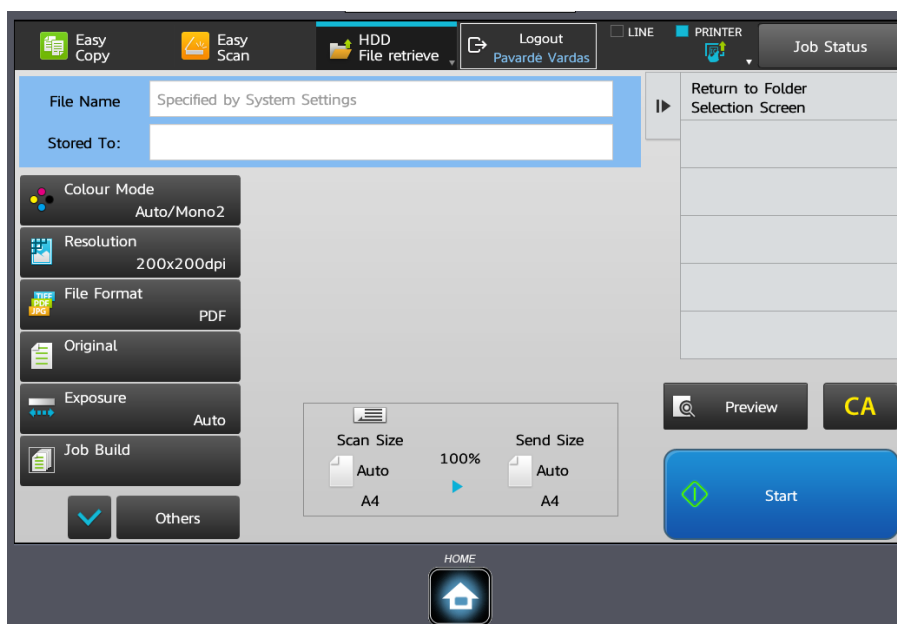 Easy
Copy
Easy
Scan
HDD
File retrieve
Logout
Pavardė Vardas
LINE
PRINTER
Job Status
File Name
Specified by System Settings
Stored To:
Return to Folder
Selection Screen
Colour Mode
Auto/Mono2
Resolution
200x200dpi
TIFF
PDF
JPG
File Format
PDF
Original
Exposure
Auto
Job Build
Others
Scan Size
Auto
A4
100%
Send Size
Auto
A4
Preview
CA
Start
HOME